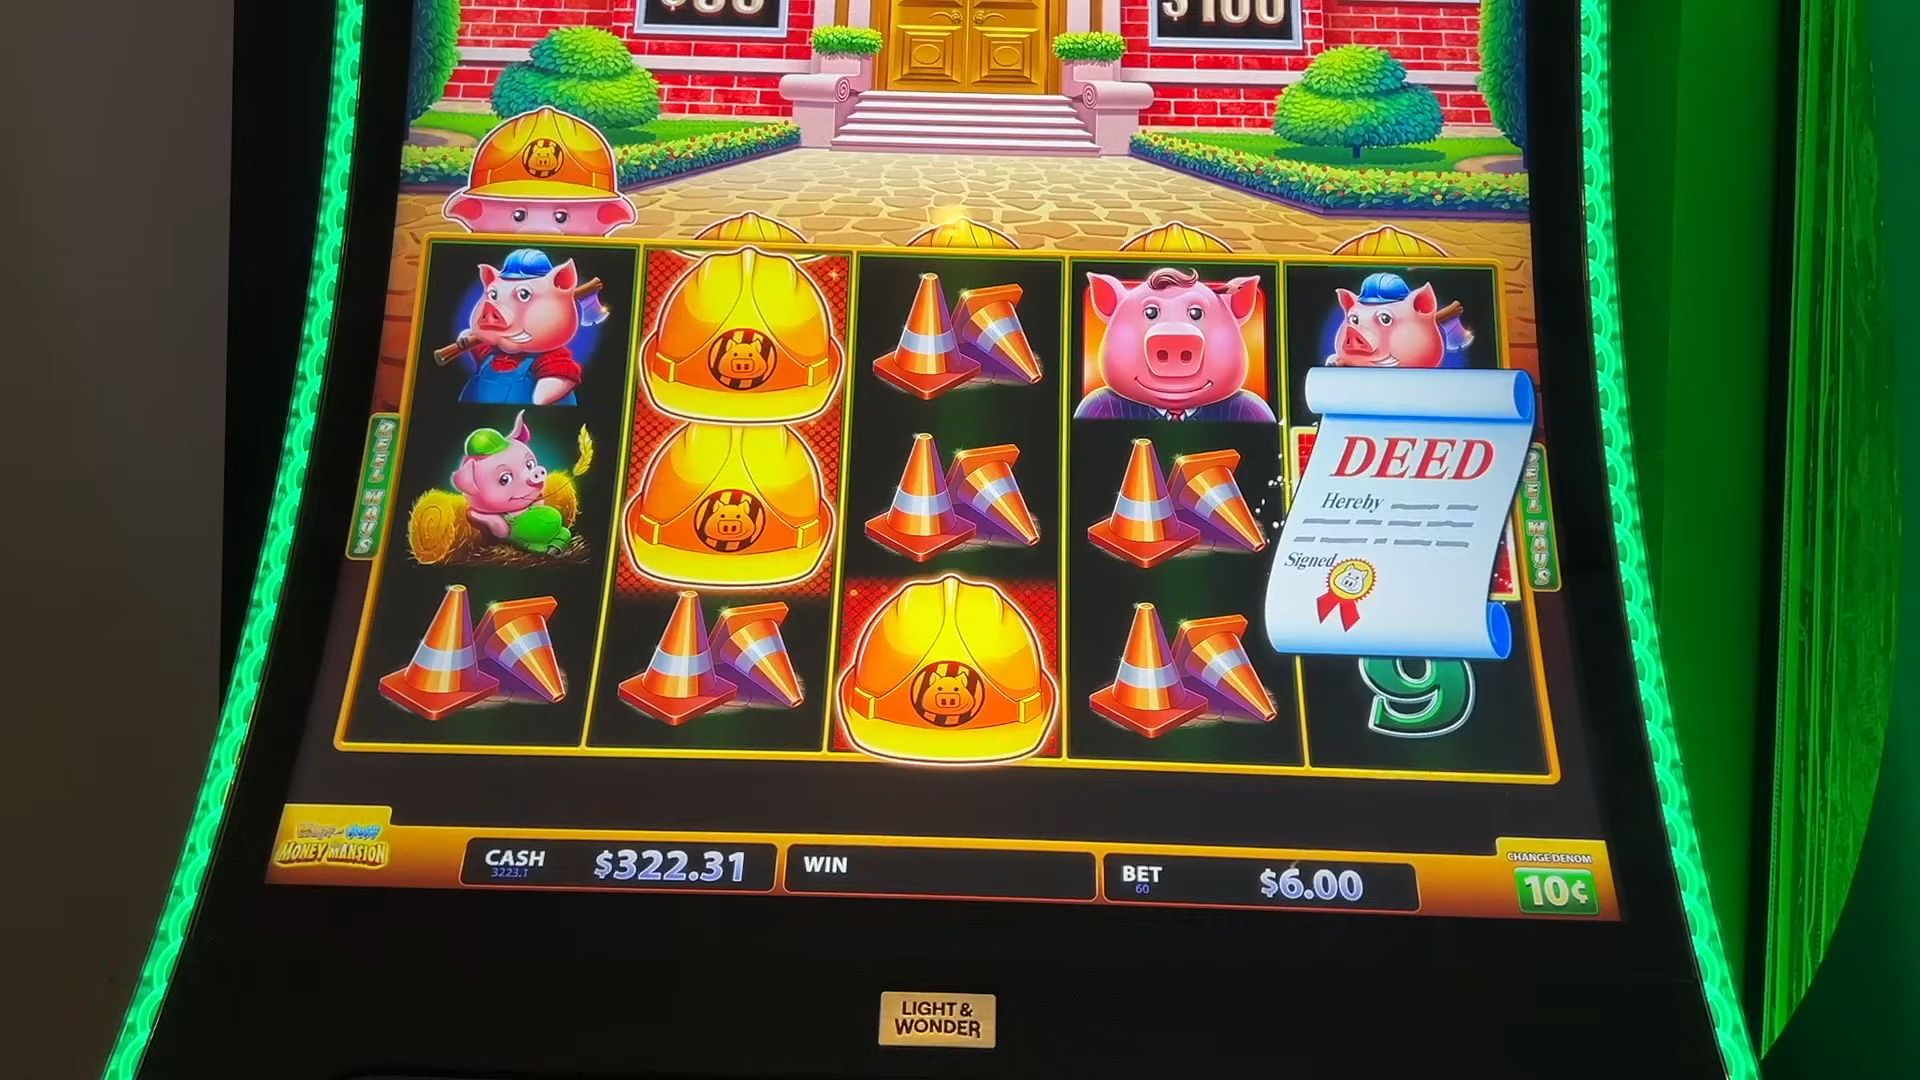 $100
REEL WAYS
REEL WAYS
DEED
Hereby
Signed
9
MONEY MANSION
CASH
3223.1
$322.31
WIN
BET
60
$6.00
CHANGE DENOM
10¢
LIGHT &
WONDER